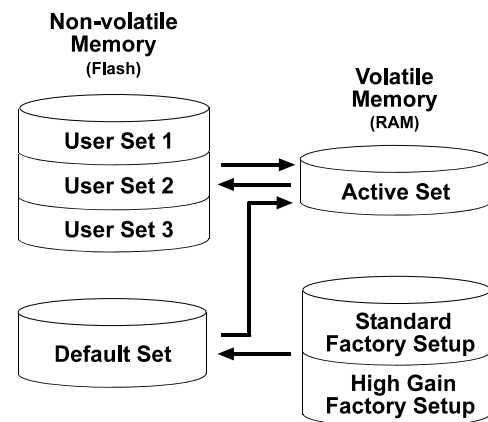 Non-volatile
Memory
(Flash)
User Set 1
User Set 2
User Set 3
Default Set
Volatile
Memory
(RAM)
Active Set
Standard
Factory Setup
High Gain
Factory Setup